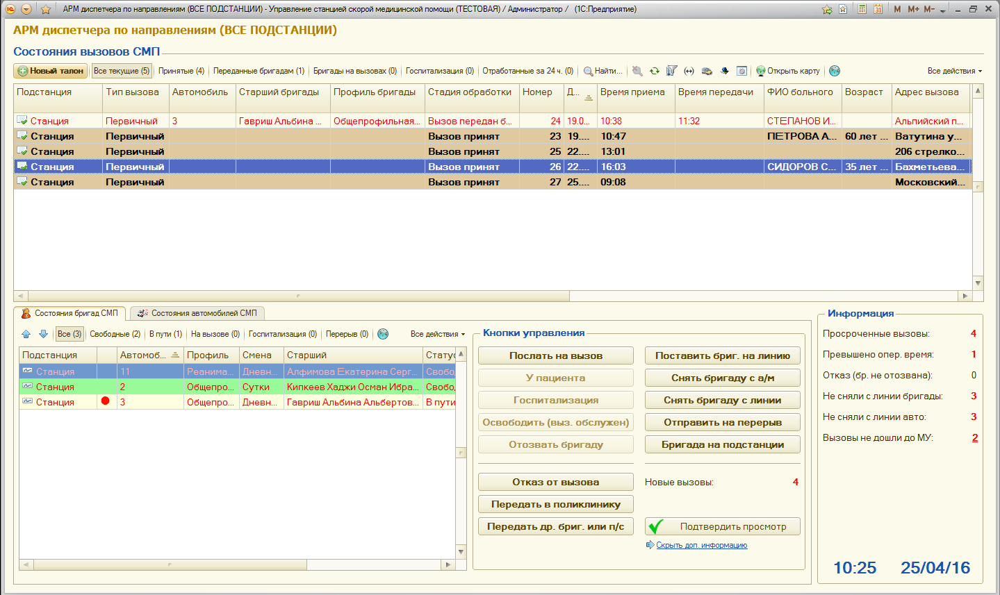 АРМ диспетчера по направлениям (ВСЕ ПОДСТАНЦИИ) - Управление станцией скорой медицинской помощи (ТЕСТОВАЯ) / Администратор / (1С:Предприятие)
M M+ M-
АРМ диспетчера по направлениям (ВСЕ ПОДСТАНЦИИ)
Состояния вызовов СМП
Новый талон Все текущие (5) Принятые (4) Переданные бригадам (1) Бригады на вызовах (0) Госпитализация (0) Отработанные за 24 ч. (0) Найти... Открыть карту Все действия
Подстанция Тип вызова Автомобиль Старший бригады Профиль бригады Стадия обработки Номер Д... Время приема Время передачи ФИО больного Возраст Адрес вызова
Станция Первичный 3 Гавриш Альбина ... Общепрофильная... Вызов передан б... 24 19.0... 10:38 11:32 СТЕПАНОВ И... Альпийский п...
Станция Первичный Вызов принят 23 19.... 10:47 ПЕТРОВА А... 60 лет ... Ватутина у...
Станция Первичный Вызов принят 25 22.... 13:01 206 стрелко...
Станция Первичный Вызов принят 26 22.... 16:03 СИДОРОВ С... 35 лет ... Бахметьева...
Станция Первичный Вызов принят 27 25.... 09:08 Московский...
Состояния бригад СМП Состояния автомобилей СМП
Все (3) Свободные (2) В пути (1) На вызове (0) Госпитализация (0) Перерыв (0) Все действия
Подстанция Автомоб... Профиль Смена Старший Статус
Станция 11 Реанима... Дневн... Алфимова Екатерина Серг... Свобо
Станция 2 Общепро... Сутки Кипкеев Хаджи Осман Ибра... Свобо
Станция 3 Общепро... Дневн... Гавриш Альбина Альбертов... В пути
Кнопки управления
Послать на вызов Поставить бриг. на линию
У пациента Снять бригаду с а/м
Госпитализация Снять бригаду с линии
Освободить (выз. обслужен) Отправить на перерыв
Отозвать бригаду Бригада на подстанции
Отказ от вызова Новые вызовы: 4
Передать в поликлинику
Передать др. бриг. или п/с Подтвердить просмотр
Скрыть доп. информацию
Информация
Просроченные вызовы: 4
Превышено опер. время: 1
Отказ (бр. не отозвана): 0
Не сняли с линии бригады: 3
Не сняли с линии авто: 3
Вызовы не дошли до МУ: 2
10:25 25/04/16